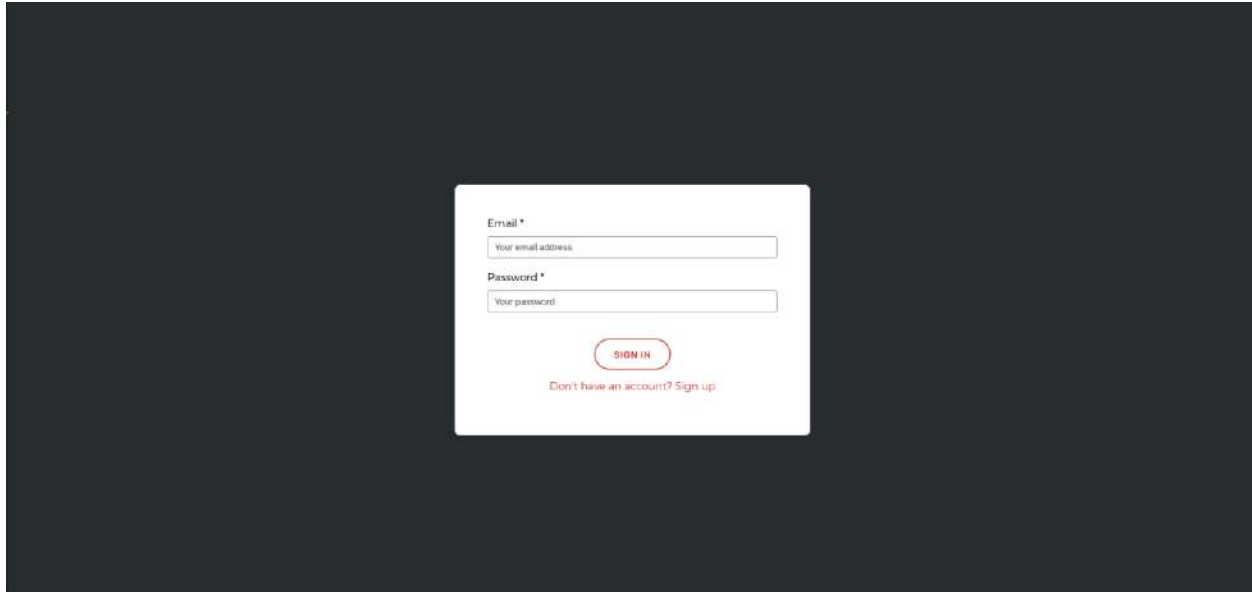 Email *
Your email address
Password *
Your password
SIGN IN
Don't have an account? Sign up